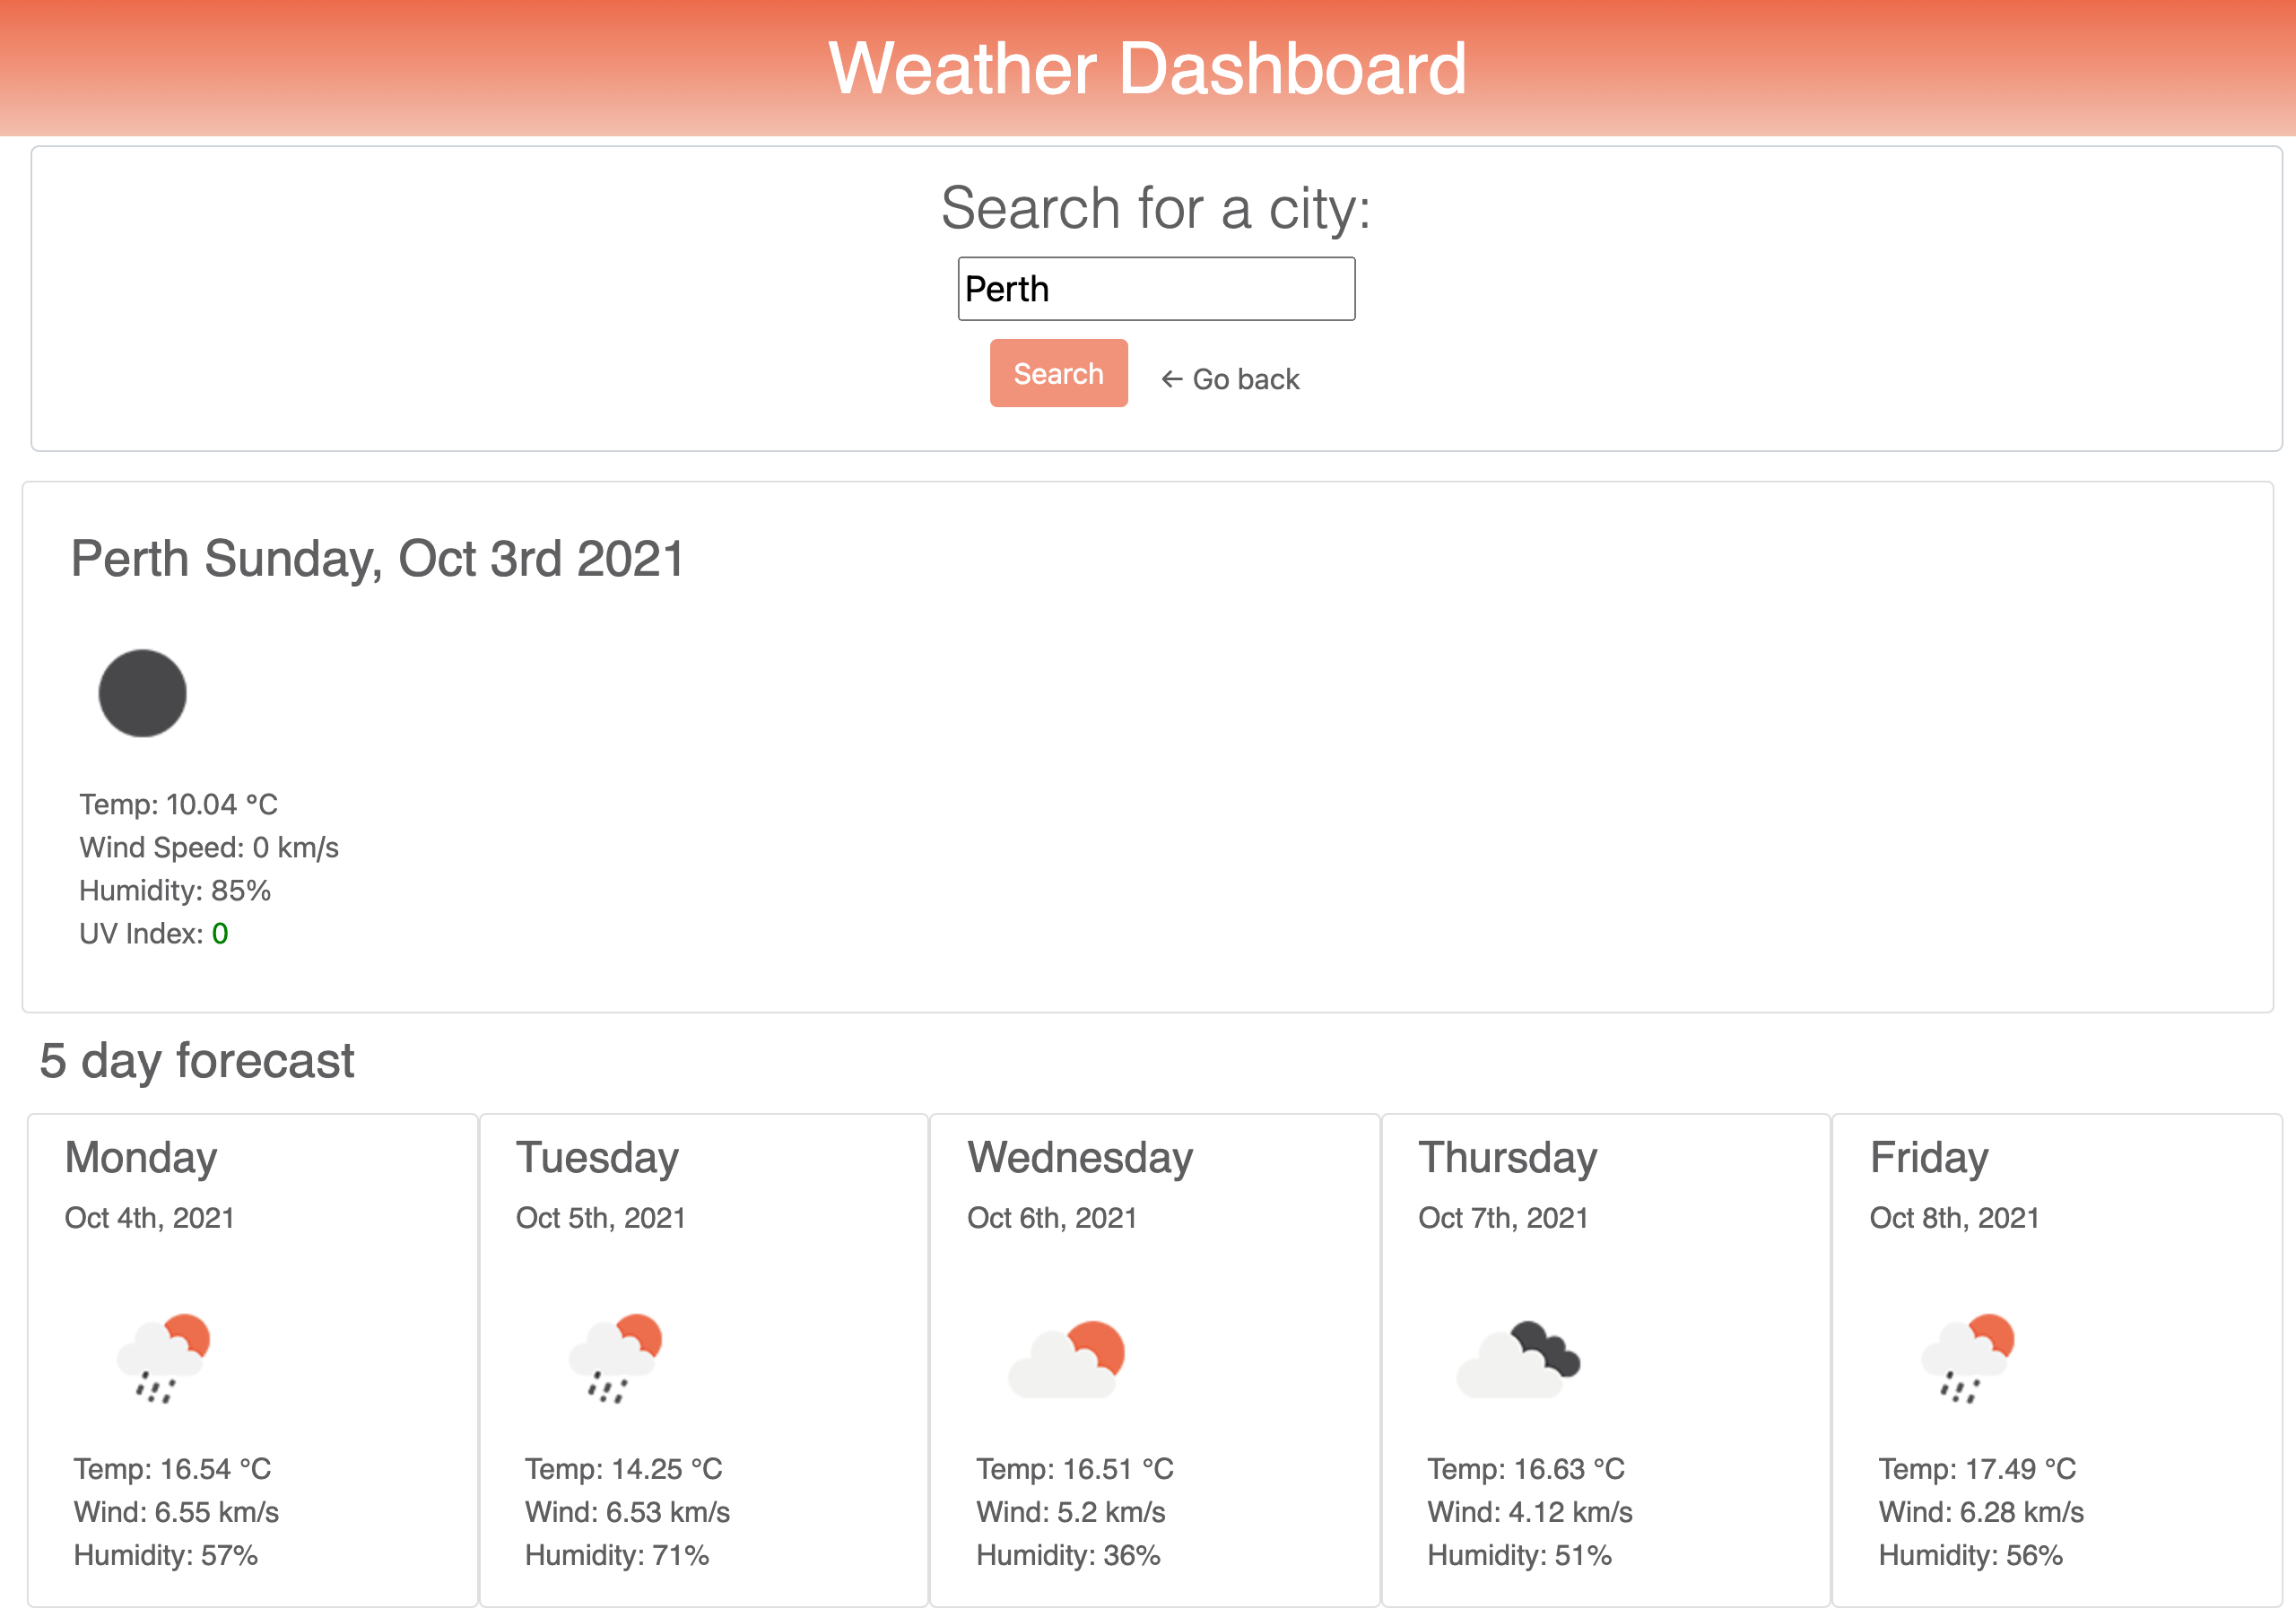 Weather Dashboard
Search for a city:
Perth
Search
← Go back
Perth Sunday, Oct 3rd 2021
Temp: 10.04 °C
Wind Speed: 0 km/s
Humidity: 85%
UV Index: 0
5 day forecast
Monday
Oct 4th, 2021
Temp: 16.54 °C
Wind: 6.55 km/s
Humidity: 57%
Tuesday
Oct 5th, 2021
Temp: 14.25 °C
Wind: 6.53 km/s
Humidity: 71%
Wednesday
Oct 6th, 2021
Temp: 16.51 °C
Wind: 5.2 km/s
Humidity: 36%
Thursday
Oct 7th, 2021
Temp: 16.63 °C
Wind: 4.12 km/s
Humidity: 51%
Friday
Oct 8th, 2021
Temp: 17.49 °C
Wind: 6.28 km/s
Humidity: 56%